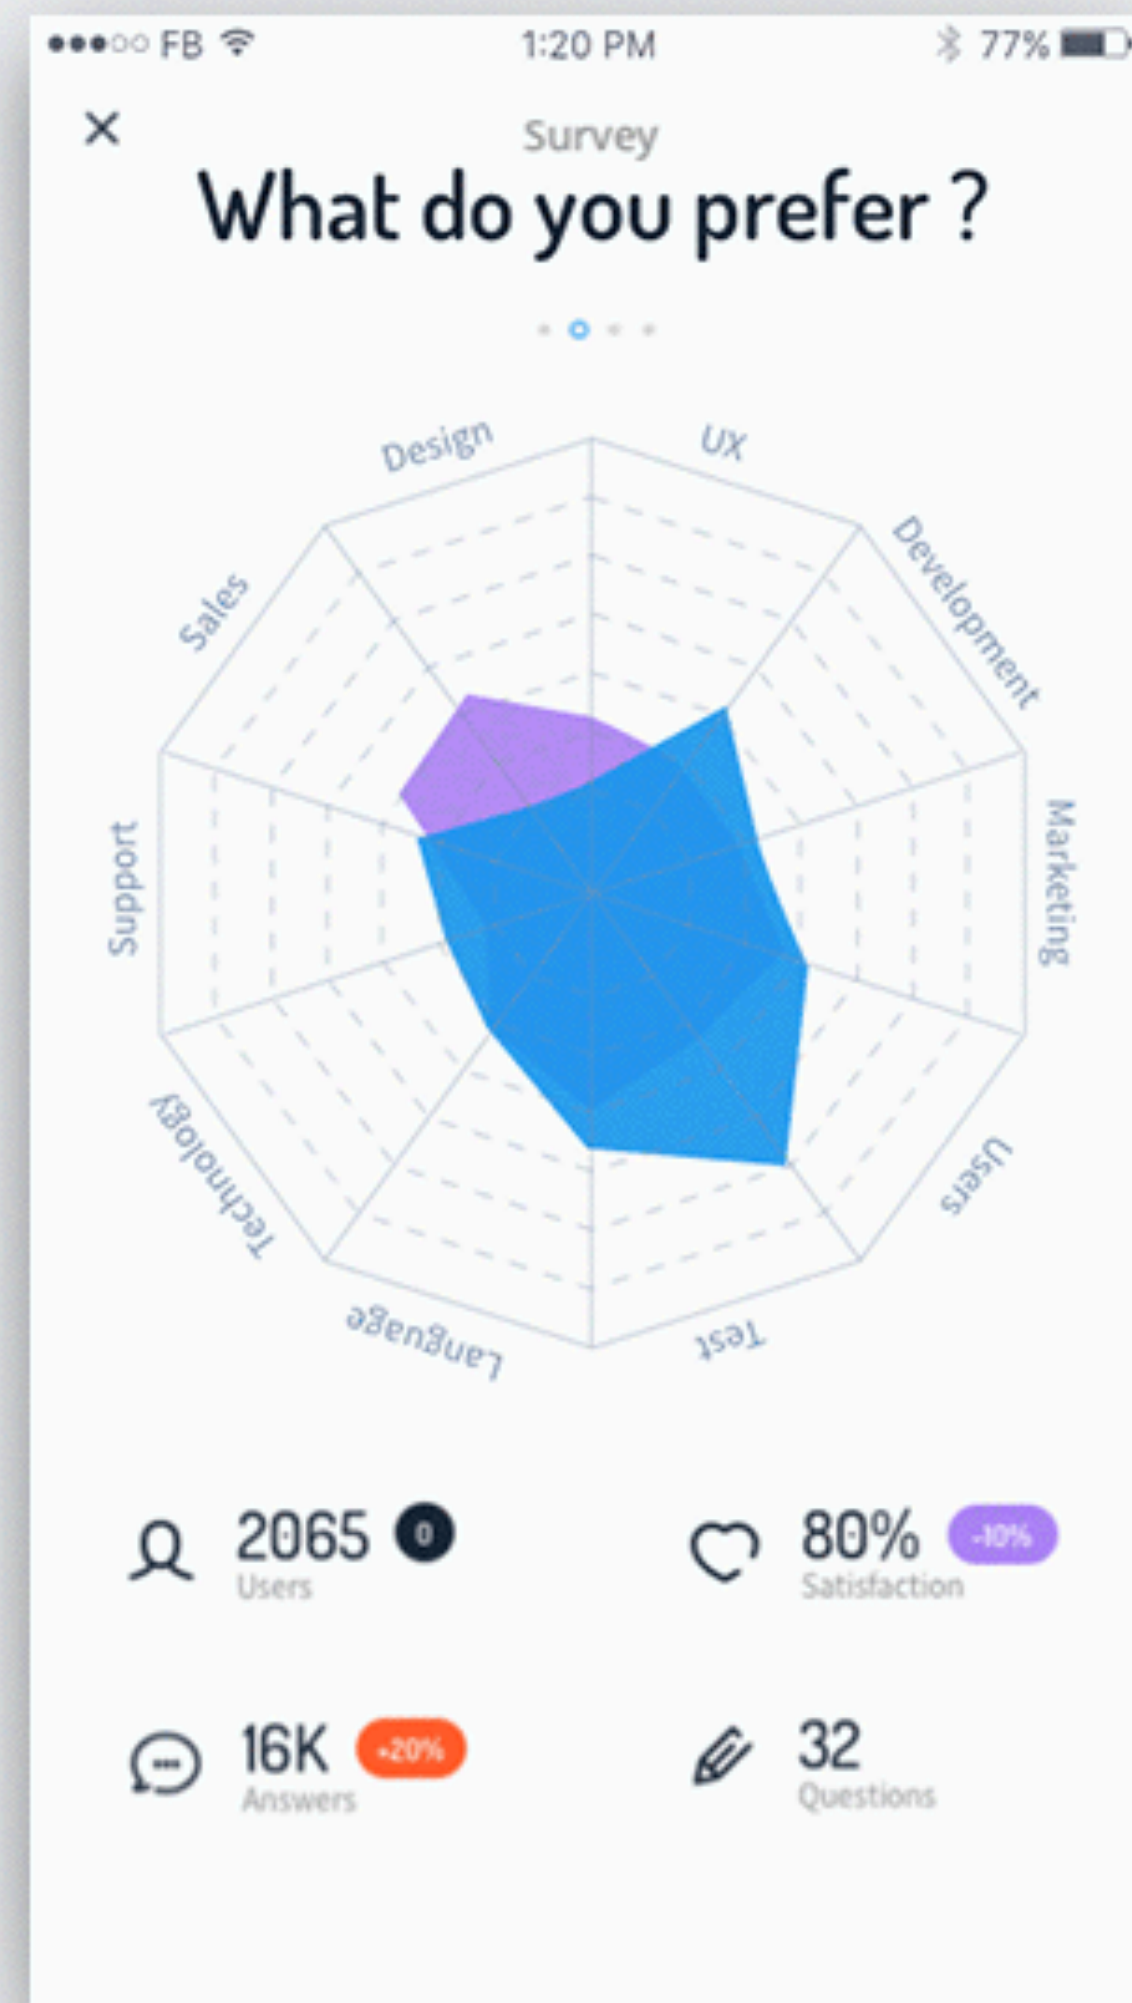 FB 1:20 PM 77%
Survey
What do you prefer ?
Design
UX
Sales
Development
Support
Marketing
Technology
Users
Language
Test
2065 0
Users
80% -10%
Satisfaction
16K +20%
Answers
32
Questions